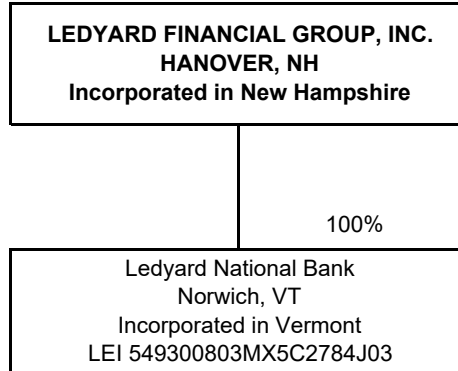 LEDYARD FINANCIAL GROUP, INC.
HANOVER, NH
Incorporated in New Hampshire
100%
Ledyard National Bank
Norwich, VT
Incorporated in Vermont
LEI 549300803MX5C2784J03